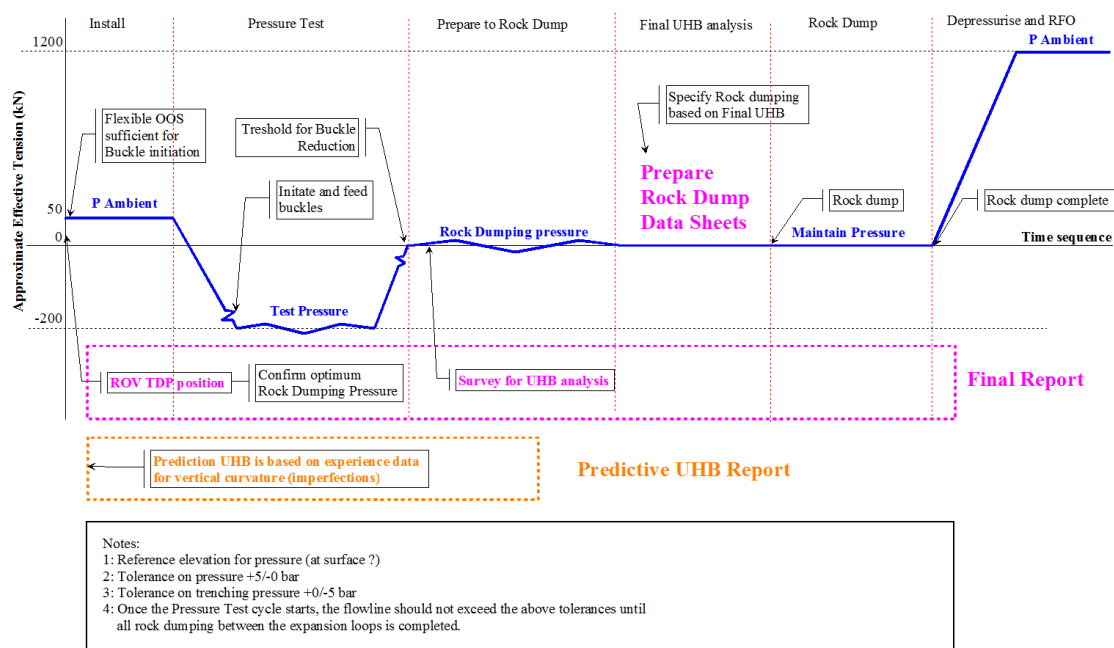 Install
Pressure Test
Prepare to Rock Dump
Final UHB analysis
Rock Dump
Depressurise and RFO
1200
P Ambient
Approximate Effective Tension (kN)
Flexible OOS
sufficient for
Buckle initiation
Treshold for Buckle
Reduction
Specify Rock dumping
based on Final UHB
Prepare
Rock Dump
Data Sheets
P Ambient
Initate and feed
buckles
Rock dump
Rock dump complete
50
0
Rock Dumping pressure
Maintain Pressure
Time sequence
Test Pressure
-200
ROV TDP position
Confirm optimum
Rock Dumping Pressure
Survey for UHB analysis
Final Report
Prediction UHB is based on experience data
for vertical curvature (imperfections)
Predictive UHB Report
Notes:
1: Reference elevation for pressure (at surface ?)
2: Tolerance on pressure +5/-0 bar
3: Tolerance on trenching pressure +0/-5 bar
4: Once the Pressure Test cycle starts, the flowline should not exceed the above tolerances until
all rock dumping between the expansion loops is completed.